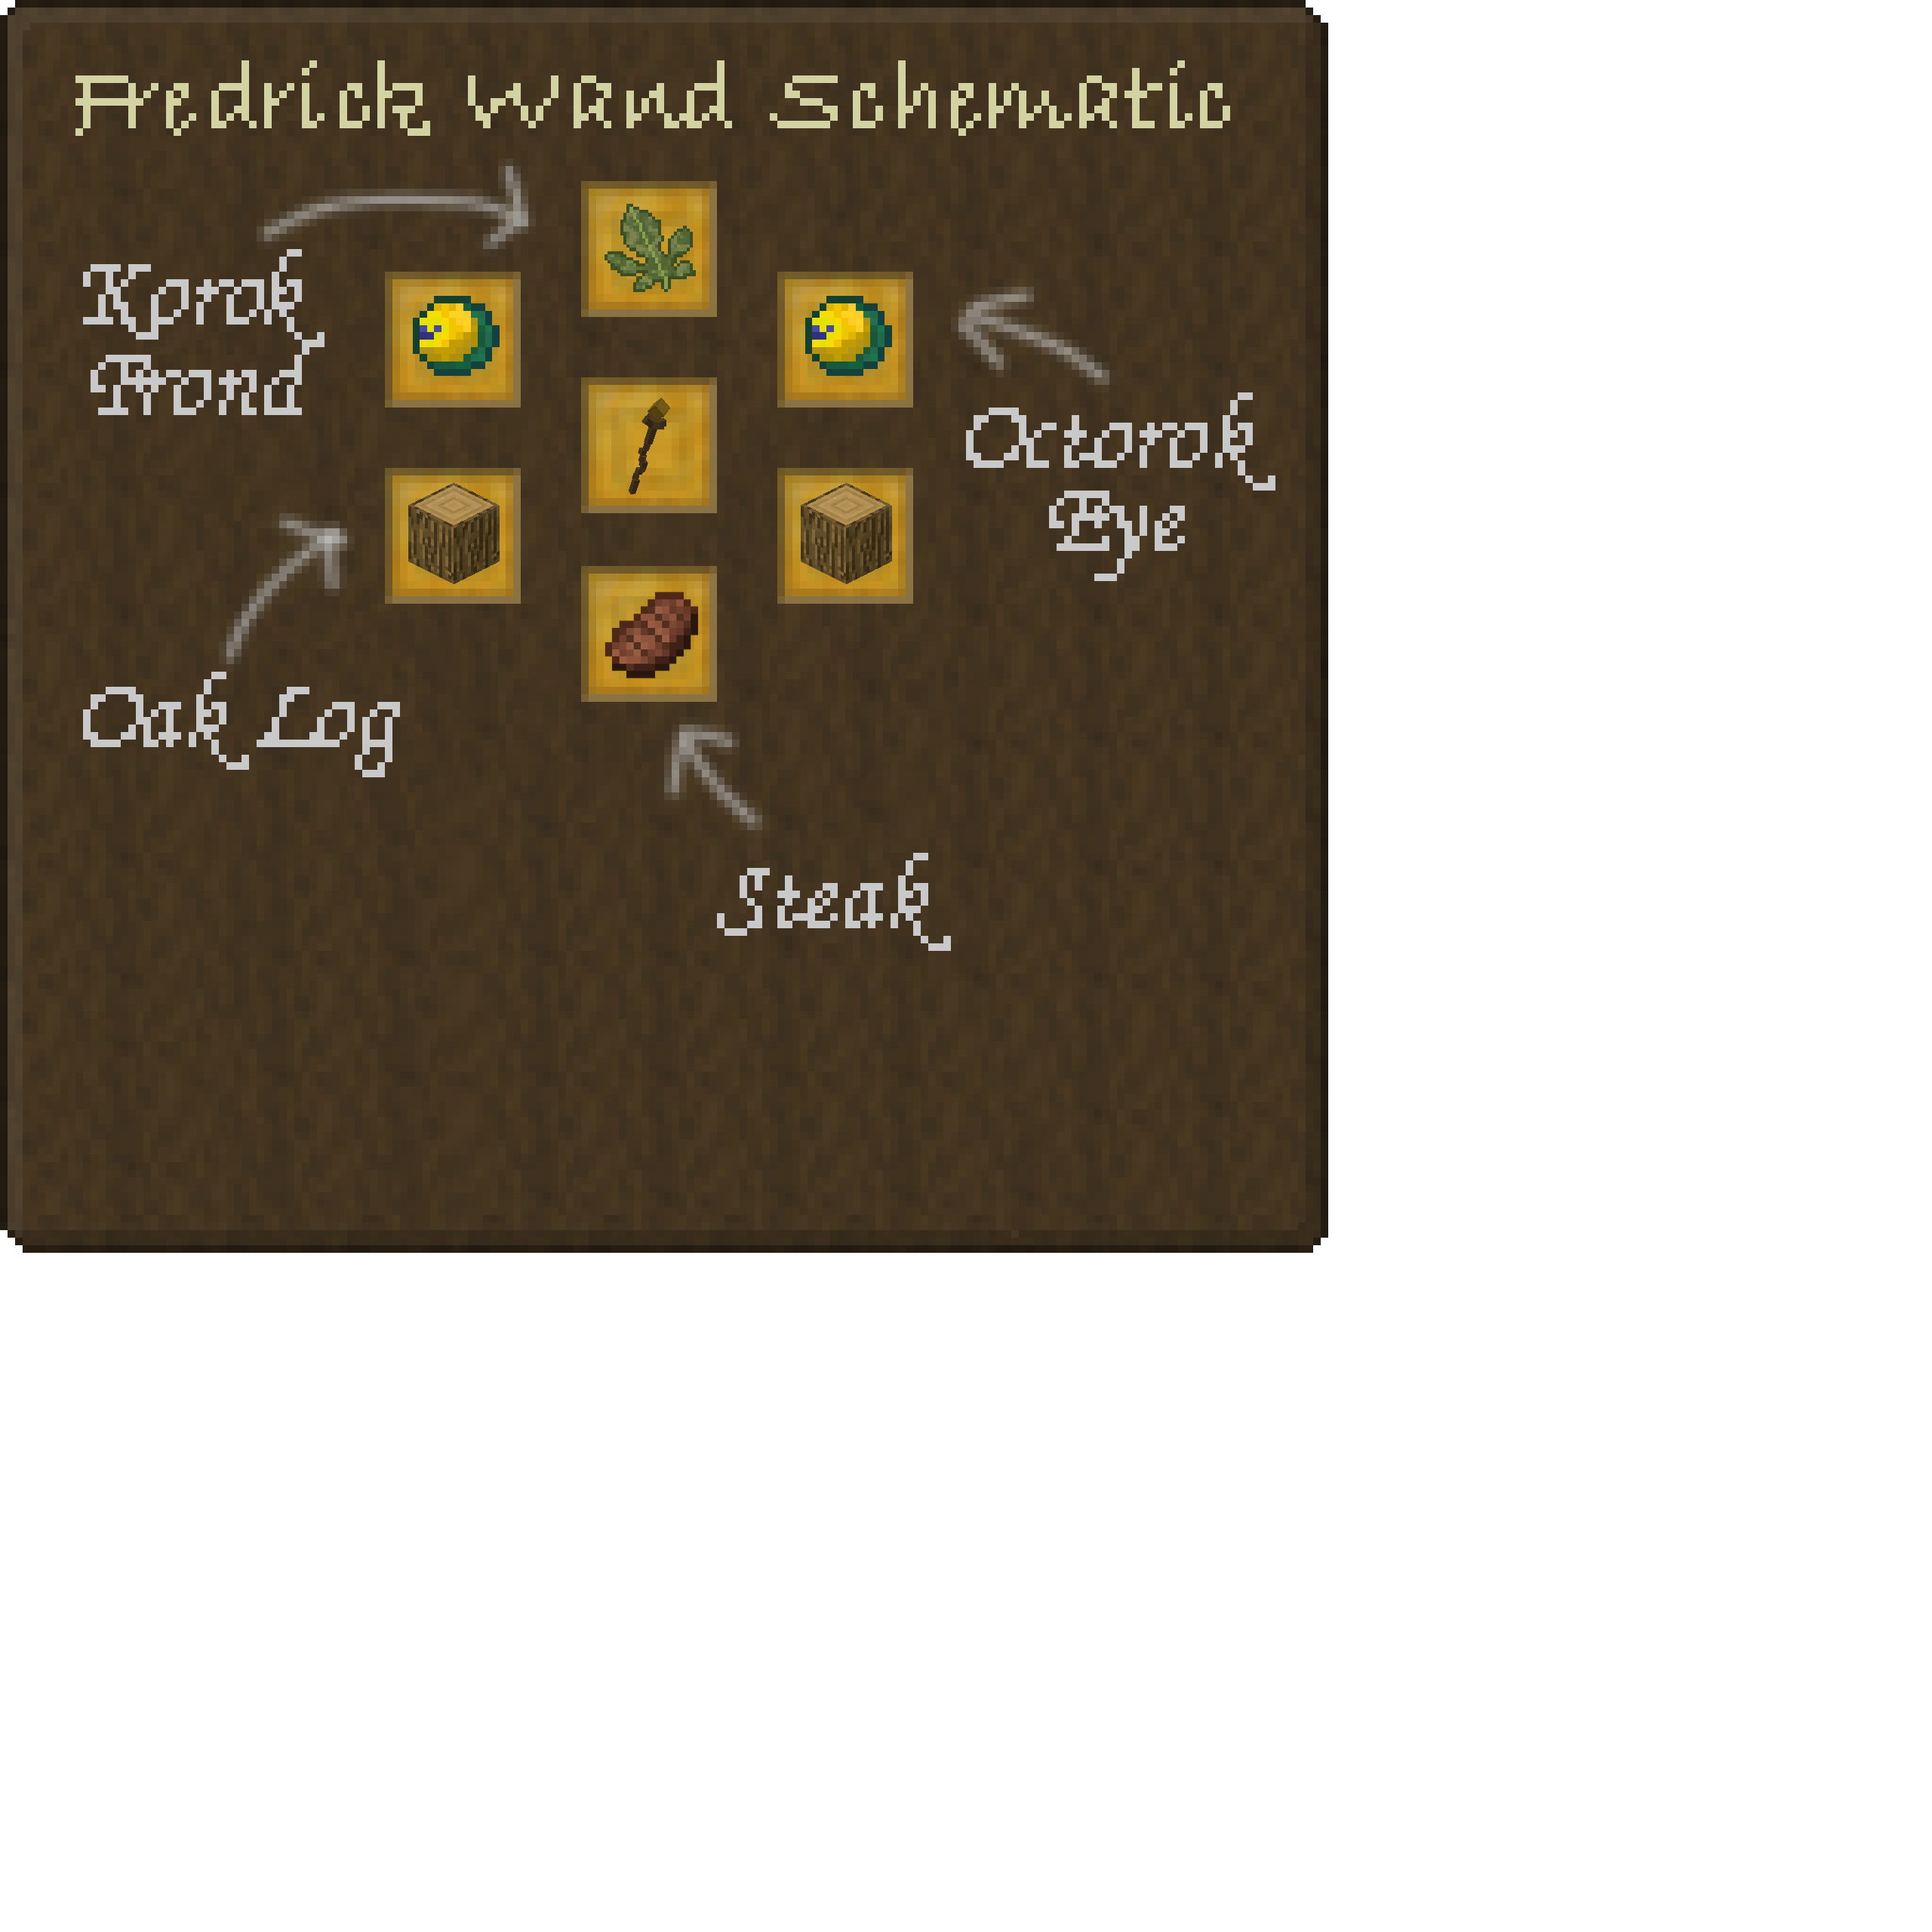 Fredrick Wand Schematic
Korok
Frond
Octorok
Eye
Oak Log
Steak